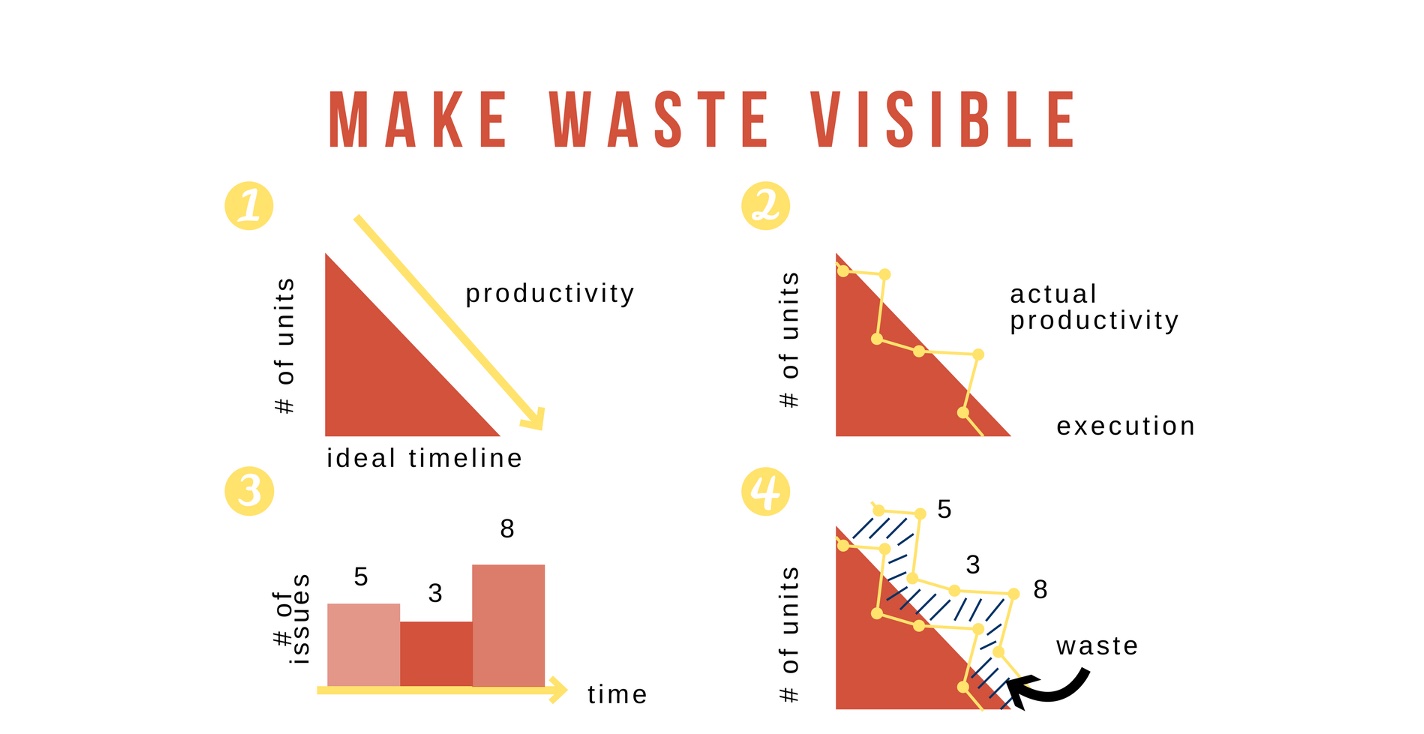 MAKE WASTE VISIBLE
1
# of units
productivity
ideal timeline
2
# of units
actual
productivity
execution
3
# of
issues
5
3
8
time
4
# of units
5
3
8
waste